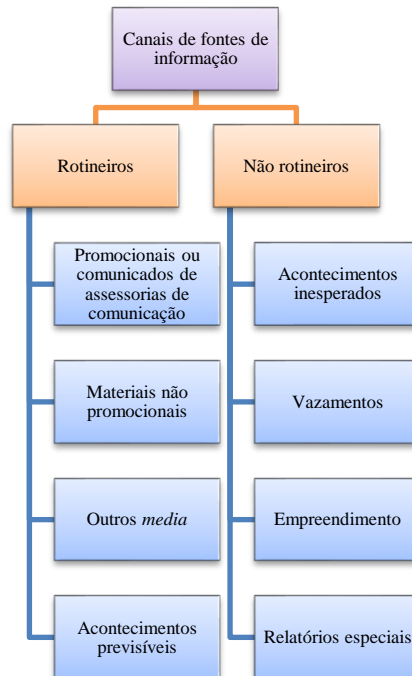 Canais de fontes de
informação
Rotineiros
Não rotineiros
Promocionais ou
comunicados de
assessorias de
comunicação
Acontecimentos
inesperados
Materiais não
promocionais
Vazamentos
Outros media
Empreendimento
Acontecimentos
previsíveis
Relatórios especiais